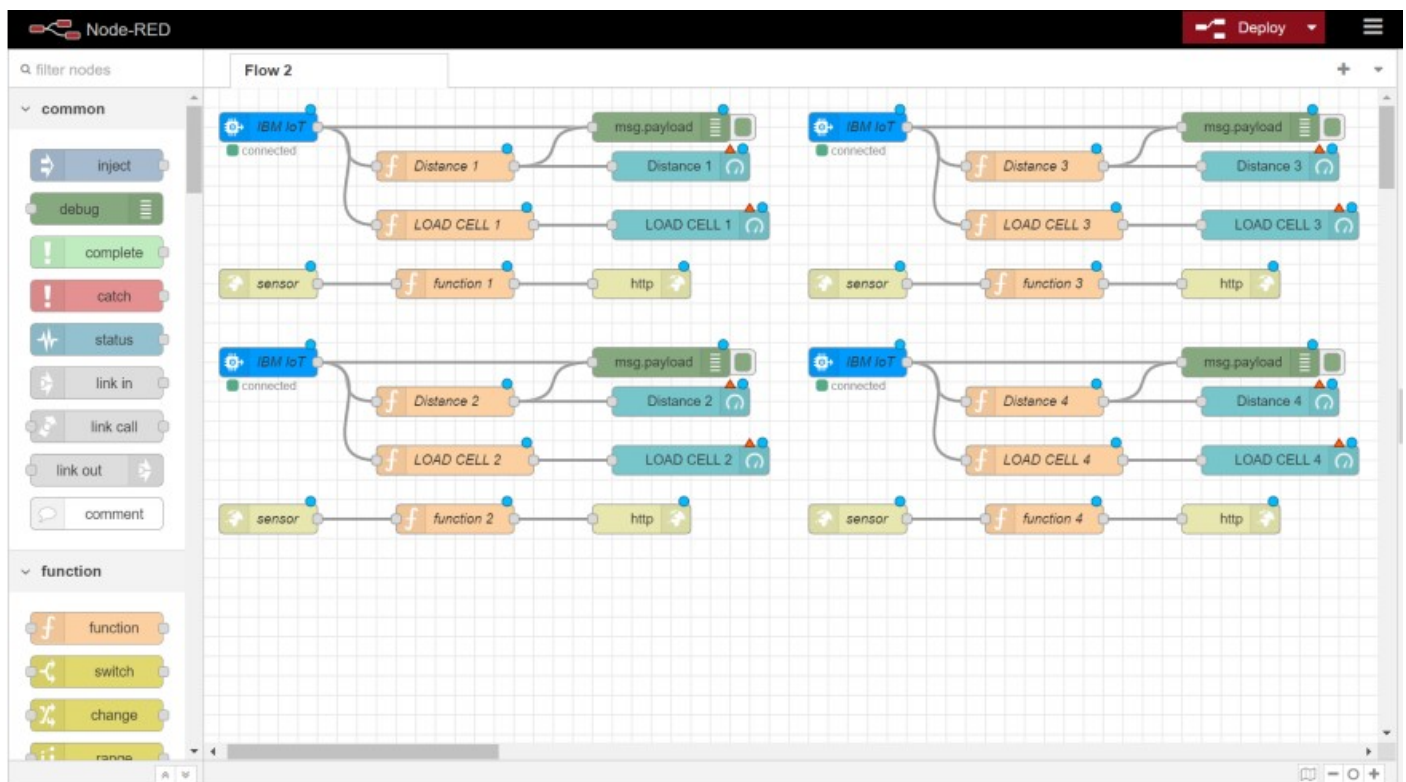 Node-RED
Deploy
filter nodes
Flow 2
common
inject
debug
complete
catch
status
link in
link call
link out
comment
function
function
switch
change
range
IBM IoT
connected
msg.payload
Distance 1
Distance 1
LOAD CELL 1
LOAD CELL 1
sensor
function 1
http
IBM IoT
connected
msg.payload
Distance 3
Distance 3
LOAD CELL 3
LOAD CELL 3
sensor
function 3
http
IBM IoT
connected
msg.payload
Distance 2
Distance 2
LOAD CELL 2
LOAD CELL 2
sensor
function 2
http
IBM IoT
connected
msg.payload
Distance 4
Distance 4
LOAD CELL 4
LOAD CELL 4
sensor
function 4
http